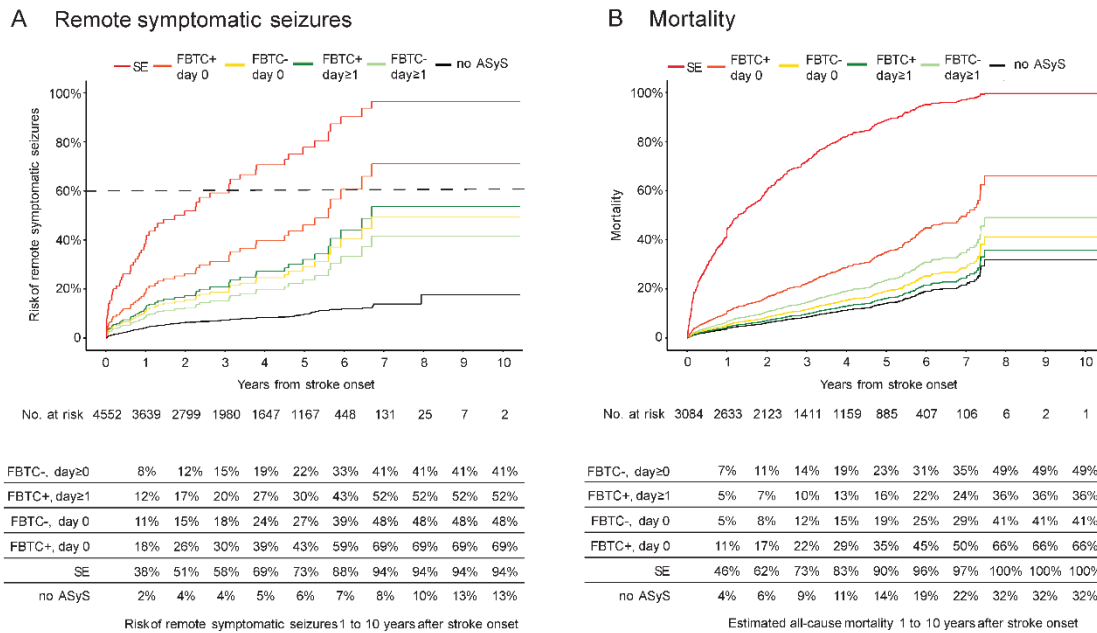 A Remote symptomatic seizures
SE
FBTC+ day 0
FBTC- day 0
FBTC+ day≥1
FBTC- day≥1
no ASyS
Risk of remote symptomatic seizures
100%
80%
60%
40%
20%
0
0 1 2 3 4 5 6 7 8 9 10
Years from stroke onset
No. at risk 4552 3639 2799 1980 1647 1167 448 131 25 7 2
FBTC-, day≥0 8% 12% 15% 19% 22% 33% 41% 41% 41% 41%
FBTC+, day≥1 12% 17% 20% 27% 30% 43% 52% 52% 52% 52%
FBTC-, day 0 11% 15% 18% 24% 27% 39% 48% 48% 48% 48%
FBTC+, day 0 18% 26% 30% 39% 43% 59% 69% 69% 69% 69%
SE 38% 51% 58% 69% 73% 88% 94% 94% 94% 94%
no ASyS 2% 4% 4% 5% 6% 7% 8% 10% 13% 13%
Risk of remote symptomatic seizures 1 to 10 years after stroke onset
B Mortality
SE
FBTC+ day 0
FBTC- day 0
FBTC+ day≥1
FBTC- day≥1
no ASyS
Mortality
100%
80%
60%
40%
20%
0
0 1 2 3 4 5 6 7 8 9 10
Years from stroke onset
No. at risk 3084 2633 2123 1411 1159 885 407 106 6 2 1
FBTC-, day≥0 7% 11% 14% 19% 23% 31% 35% 49% 49% 49%
FBTC+, day≥1 5% 7% 10% 13% 16% 22% 24% 36% 36% 36%
FBTC-, day 0 5% 8% 12% 15% 19% 25% 29% 41% 41% 41%
FBTC+, day 0 11% 17% 22% 29% 35% 45% 50% 66% 66% 66%
SE 46% 62% 73% 83% 90% 96% 97% 100% 100% 100%
no ASyS 4% 6% 9% 11% 14% 19% 22% 32% 32% 32%
Estimated all-cause mortality 1 to 10 years after stroke onset